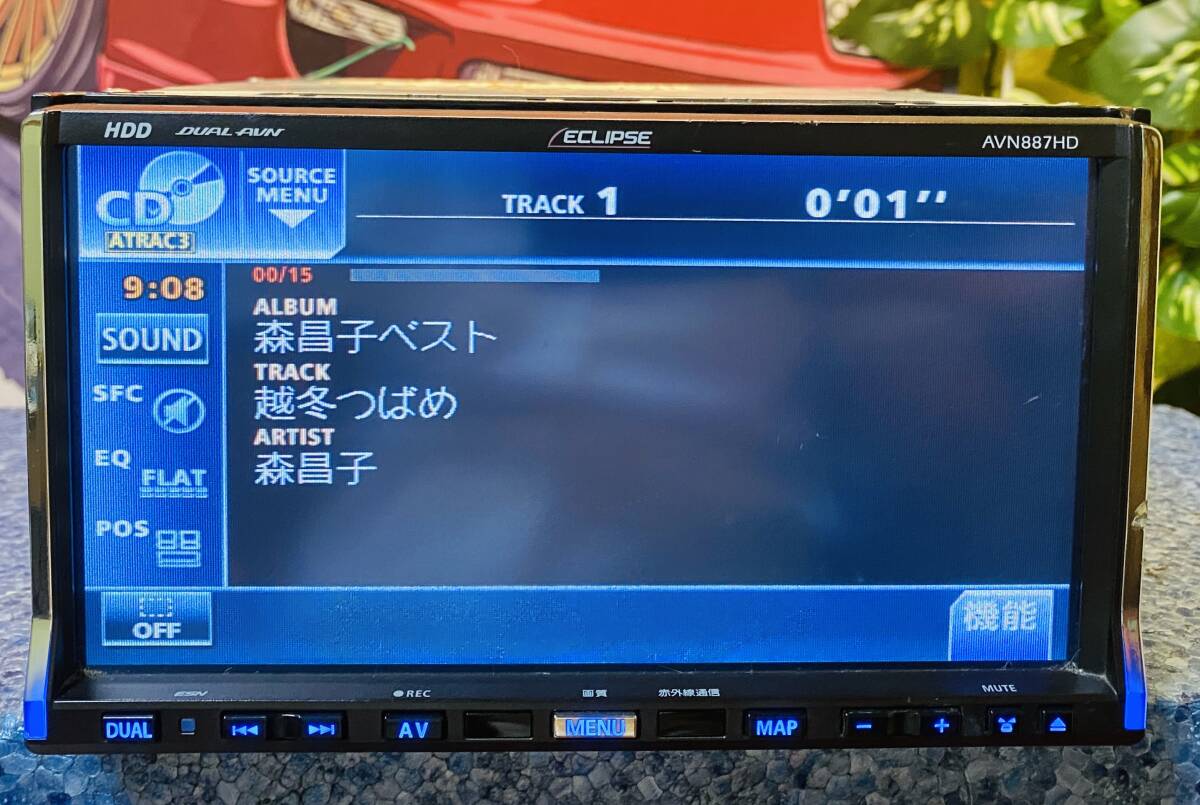 HDD DUAL AVN ECLIPSE AVN887HD
CD
ATRAC3
SOURCE
MENU
TRACK 1 0'01''
9:08
00/15
SOUND
ALBUM
森昌子ベスト
TRACK
越冬つばめ
SFC
ARTIST
森昌子
EQ
FLAT
POS
OFF
機能
ESN ●REC 画質 赤外線通信 MUTE
DUAL AV MENU MAP − +